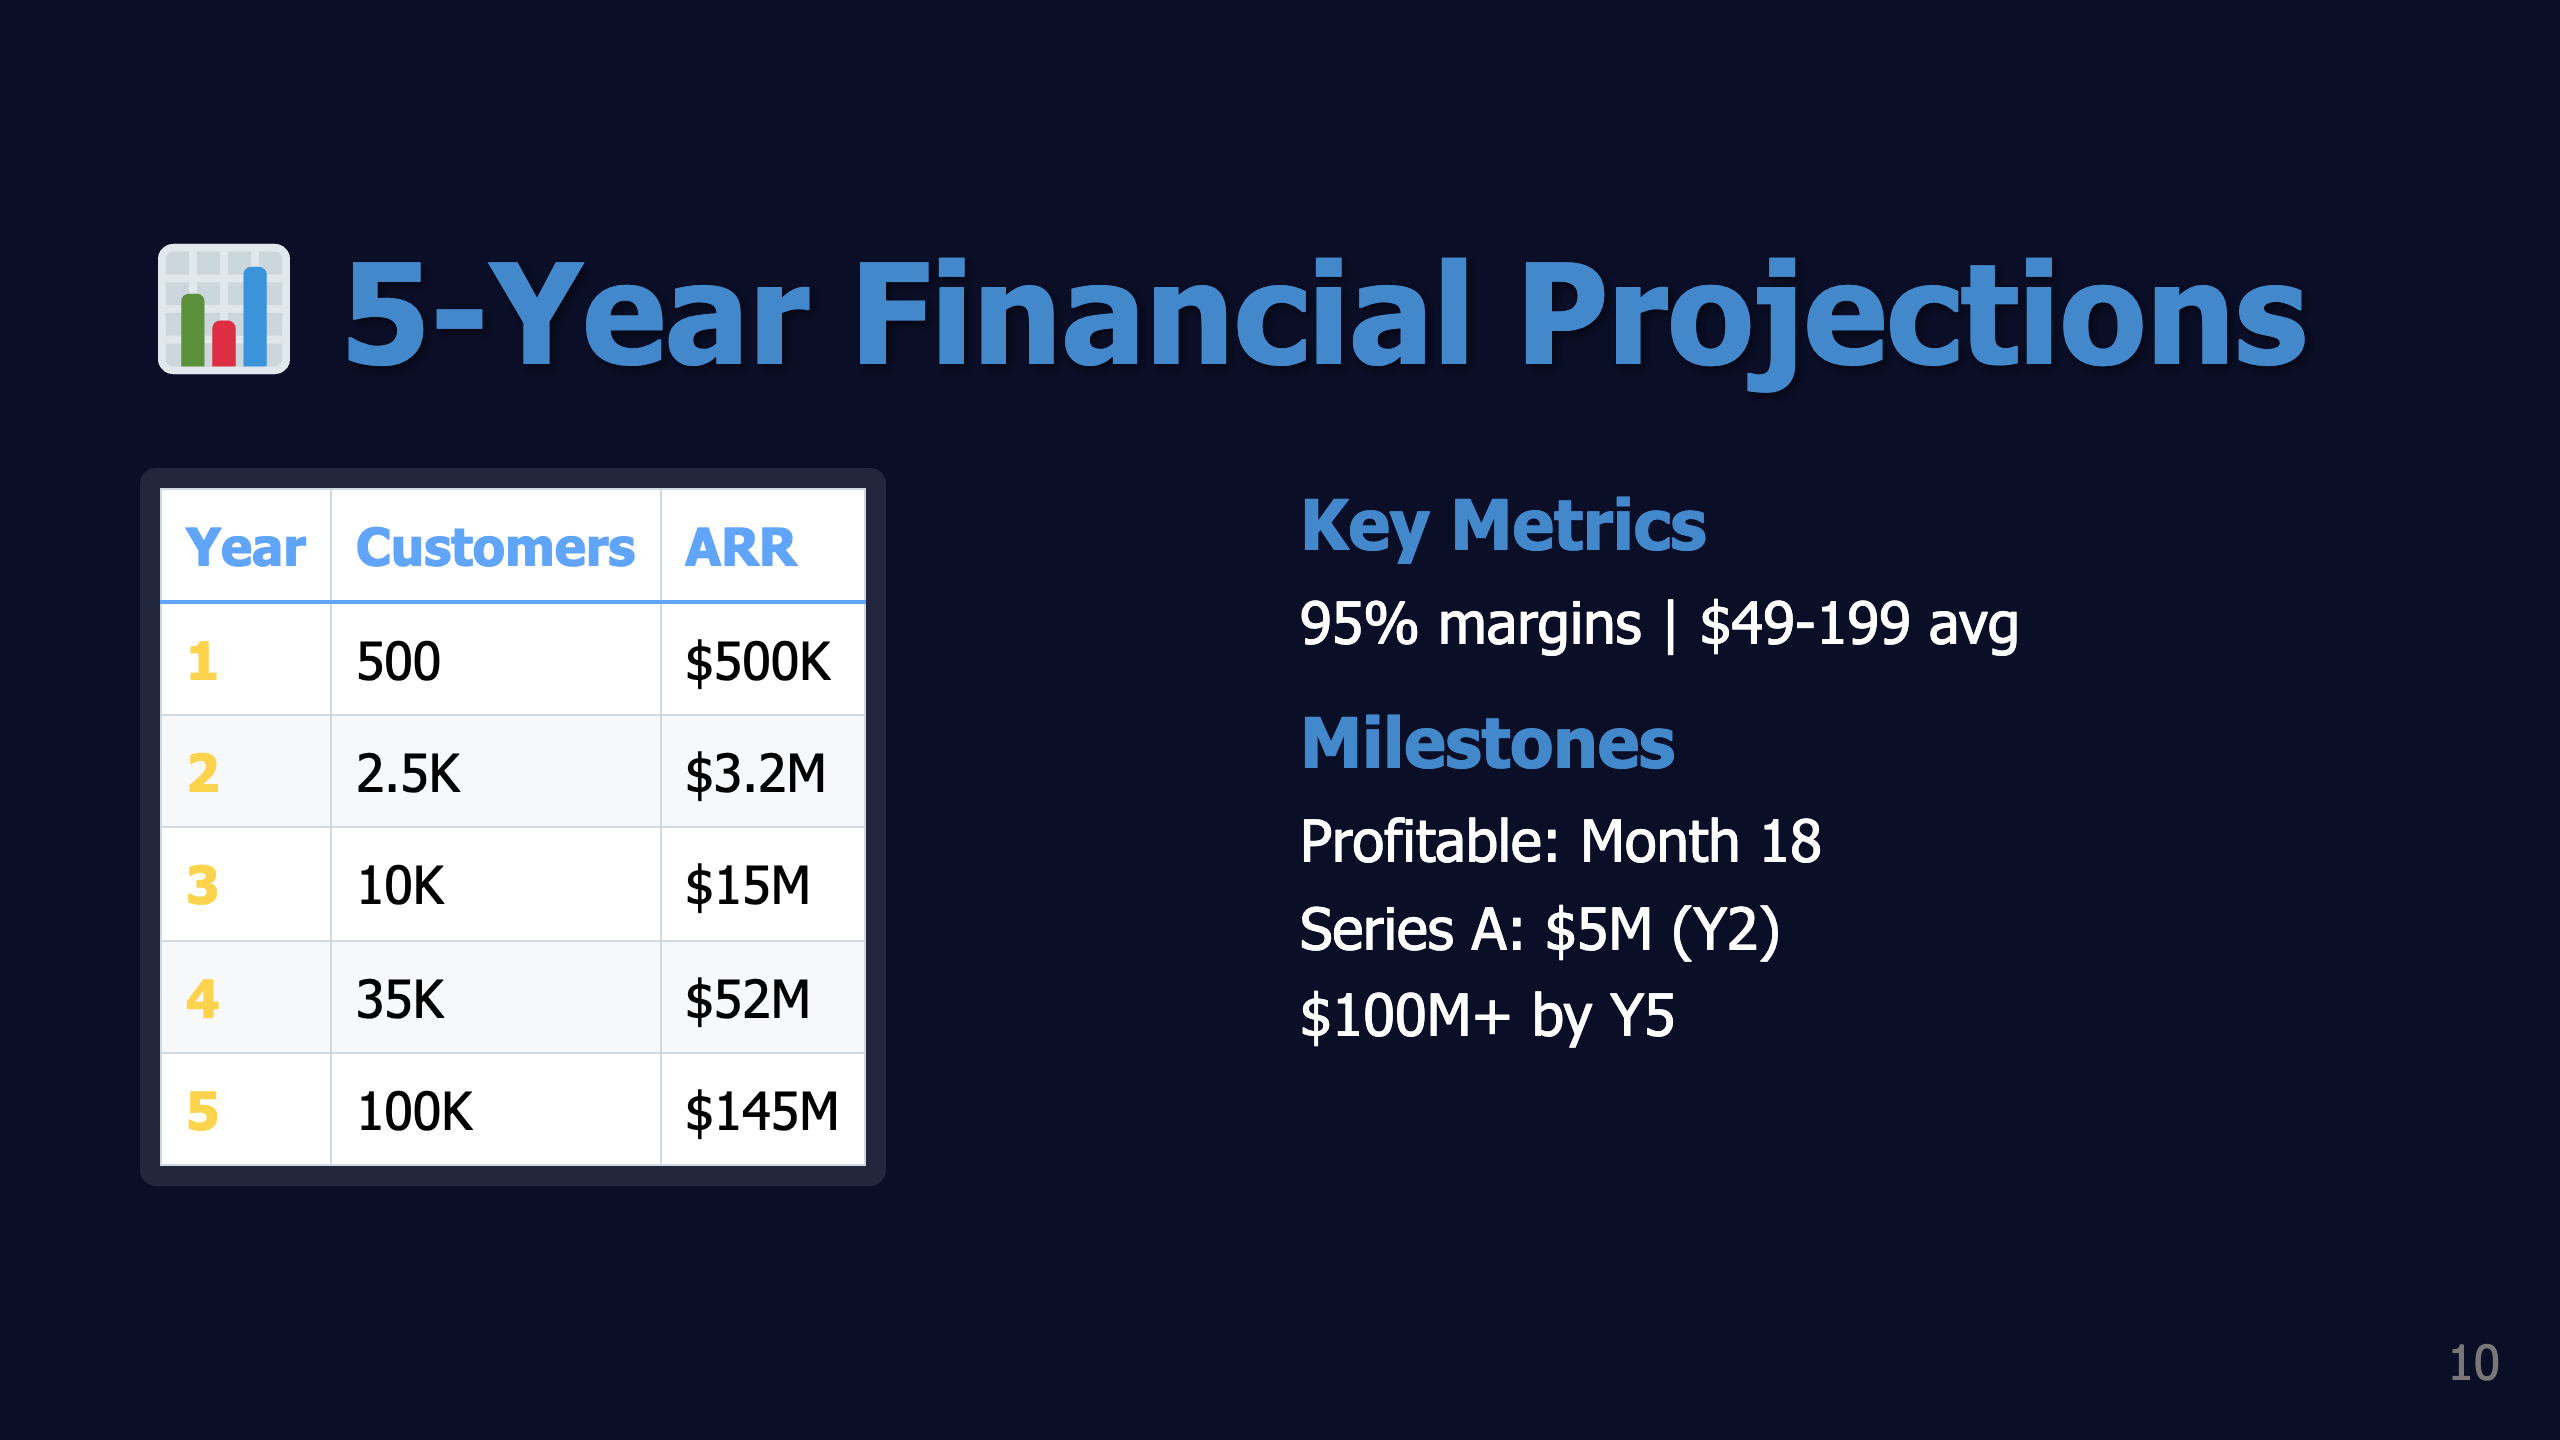 5-Year Financial Projections
Year Customers ARR
1 500 $500K
2 2.5K $3.2M
3 10K $15M
4 35K $52M
5 100K $145M
Key Metrics
95% margins | $49-199 avg
Milestones
Profitable: Month 18
Series A: $5M (Y2)
$100M+ by Y5
10